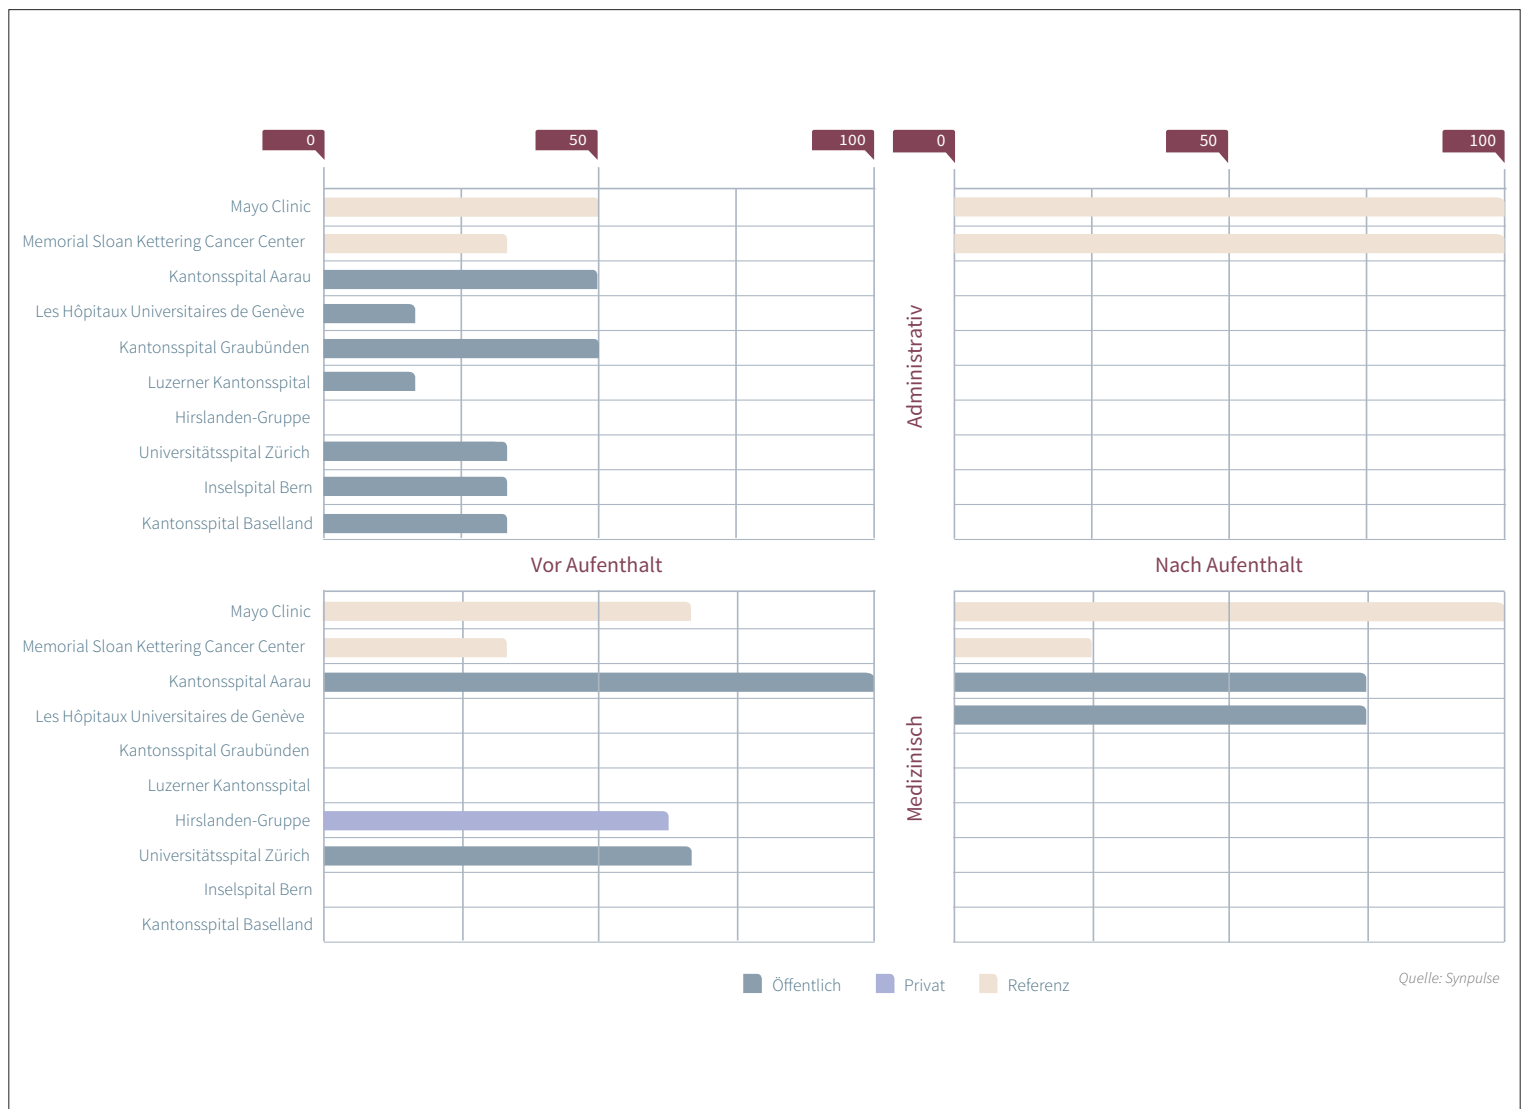 0 50 100 0 50 100
Mayo Clinic
Memorial Sloan Kettering Cancer Center
Kantonsspital Aarau
Les Hôpitaux Universitaires de Genève
Kantonsspital Graubünden
Luzerner Kantonsspital
Hirslanden-Gruppe
Universitätsspital Zürich
Inselspital Bern
Kantonsspital Baselland
Administrativ
Vor Aufenthalt Nach Aufenthalt
Mayo Clinic
Memorial Sloan Kettering Cancer Center
Kantonsspital Aarau
Les Hôpitaux Universitaires de Genève
Kantonsspital Graubünden
Luzerner Kantonsspital
Hirslanden-Gruppe
Universitätsspital Zürich
Inselspital Bern
Kantonsspital Baselland
Medizinisch
Öffentlich Privat Referenz
Quelle: Synpulse